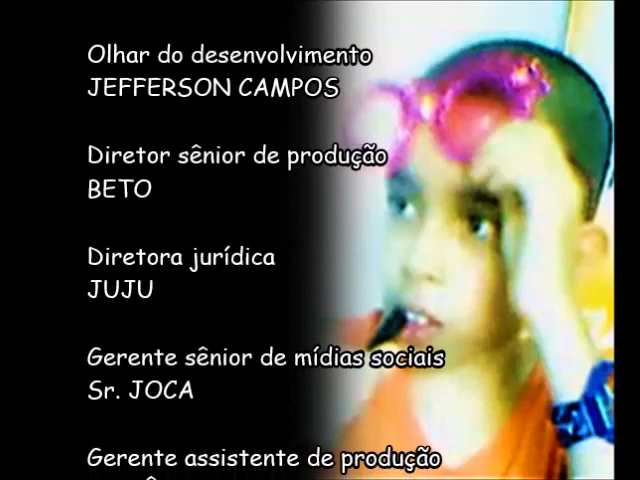 Olhar do desenvolvimento
JEFFERSON CAMPOS
Diretor sênior de produção
BETO
Diretora jurídica
JUJU
Gerente sênior de mídias sociais
Sr. JOCA
Gerente assistente de produção